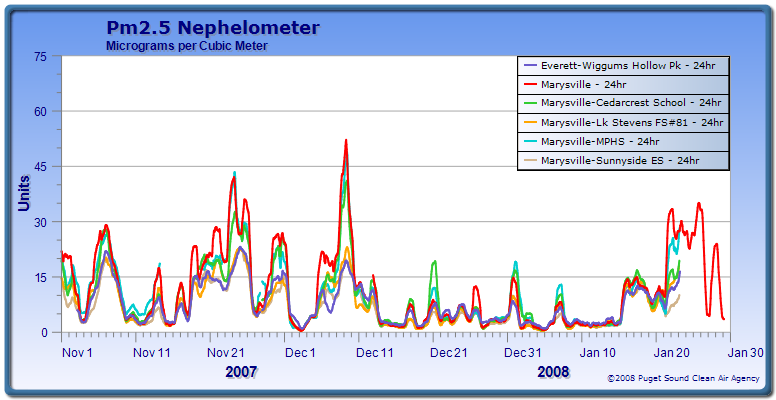 Pm2.5 Nephelometer
Micrograms per Cubic Meter
75
60
45
30
15
0
Units
Everett-Wiggums Hollow Pk - 24hr
Marysville - 24hr
Marysville-Cedarcrest School - 24hr
Marysville-Lk Stevens FS#81 - 24hr
Marysville-MPHS - 24hr
Marysville-Sunnyside ES - 24hr
Nov 1 Nov 11 Nov 21 Dec 1 Dec 11 Dec 21 Dec 31 Jan 10 Jan 20 Jan 30
2007 2008
©2008 Puget Sound Clean Air Agency